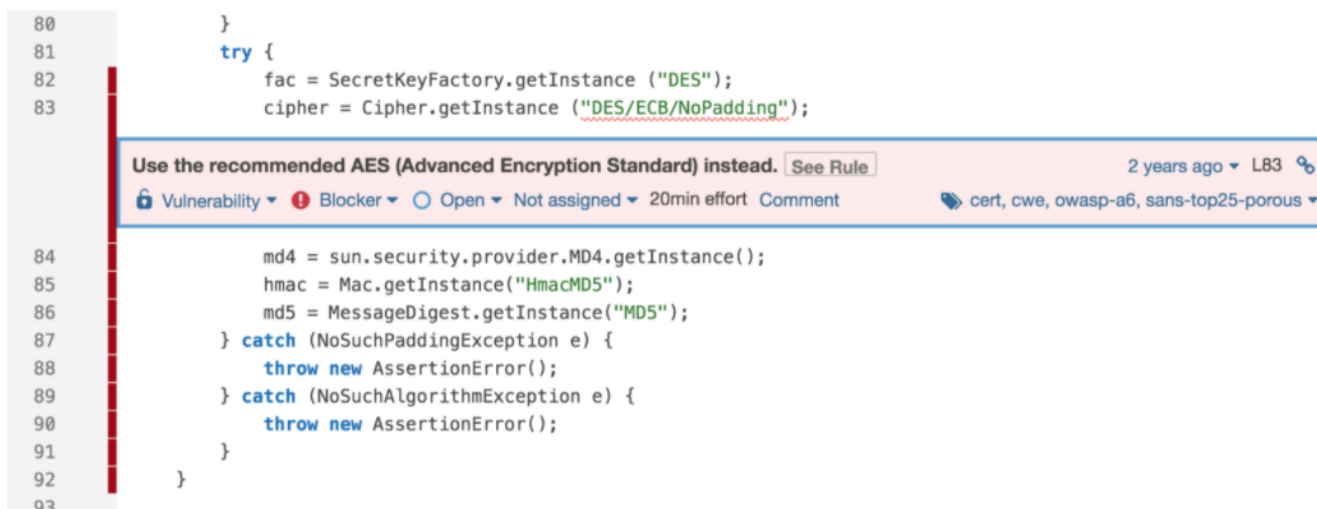 80 }
81 try {
82 fac = SecretKeyFactory.getInstance ("DES");
83 cipher = Cipher.getInstance ("DES/ECB/NoPadding");
Use the recommended AES (Advanced Encryption Standard) instead. See Rule 2 years ago L83
Vulnerability Blocker Open Not assigned 20min effort Comment cert, cwe, owasp-a6, sans-top25-porous
84 md4 = sun.security.provider.MD4.getInstance();
85 hmac = Mac.getInstance("HmacMD5");
86 md5 = MessageDigest.getInstance("MD5");
87 } catch (NoSuchPaddingException e) {
88 throw new AssertionError();
89 } catch (NoSuchAlgorithmException e) {
90 throw new AssertionError();
91 }
92 }
93